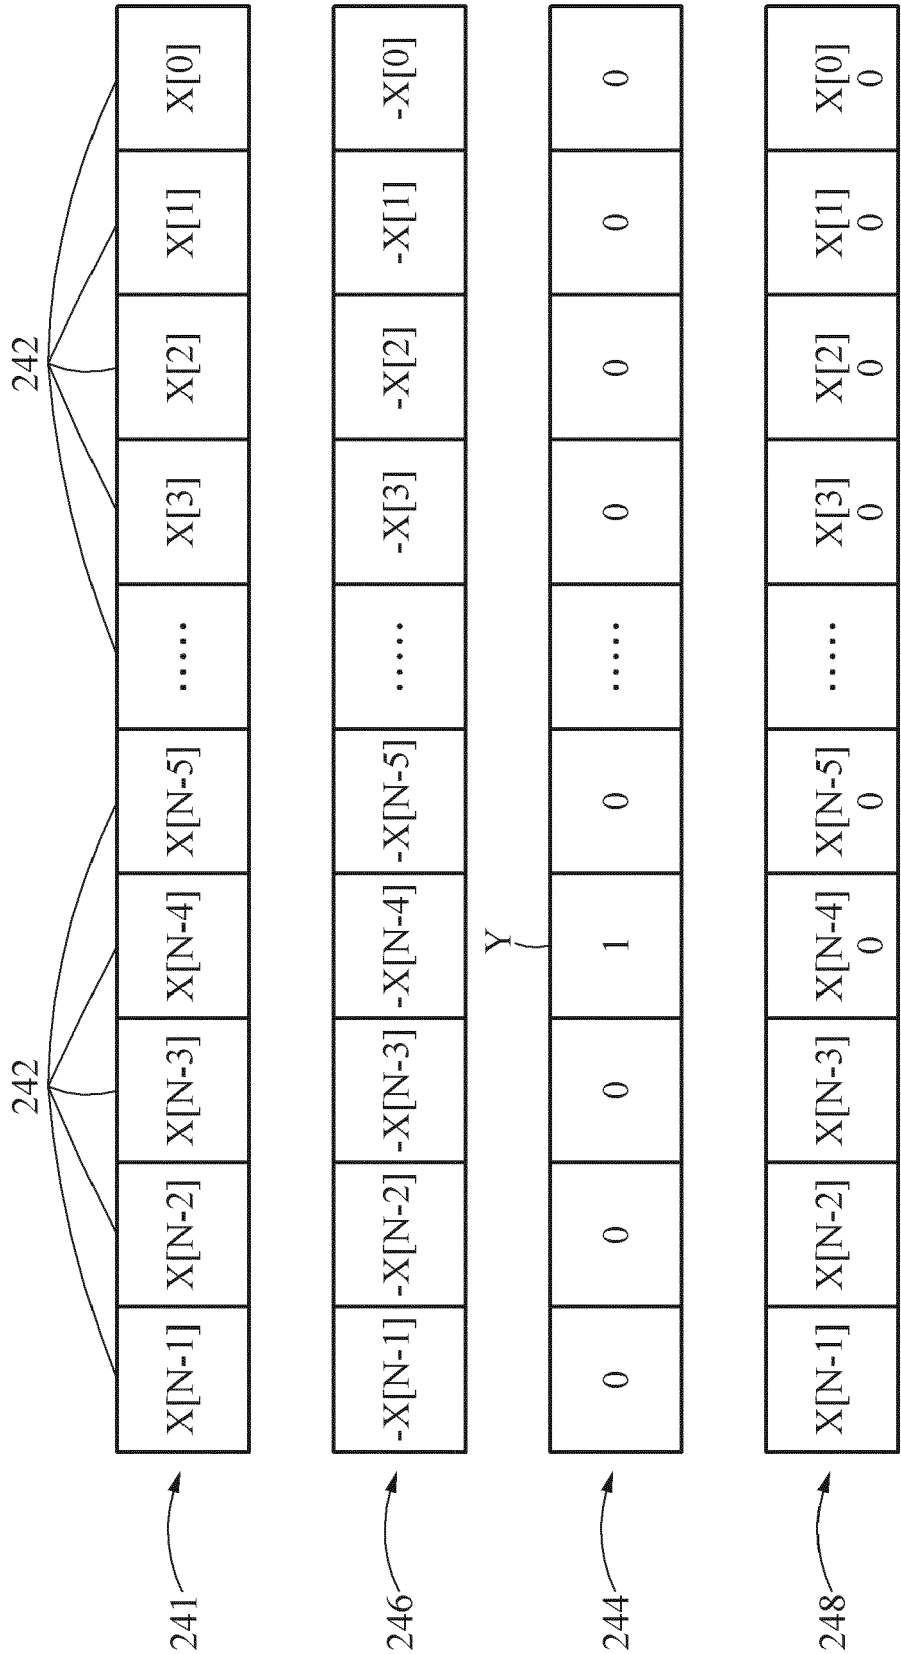 242 242
241 X[N-1] X[N-2] X[N-3] X[N-4] X[N-5] ..... X[3] X[2] X[1] X[0]
246 -X[N-1] -X[N-2] -X[N-3] -X[N-4] -X[N-5] ..... -X[3] -X[2] -X[1] -X[0]
Y
244 0 0 0 1 0 ..... 0 0 0 0
248 X[N-1] X[N-2] X[N-3] X[N-4] X[N-5] ..... X[3] X[2] X[1] X[0]
0 0 0 0 0 0